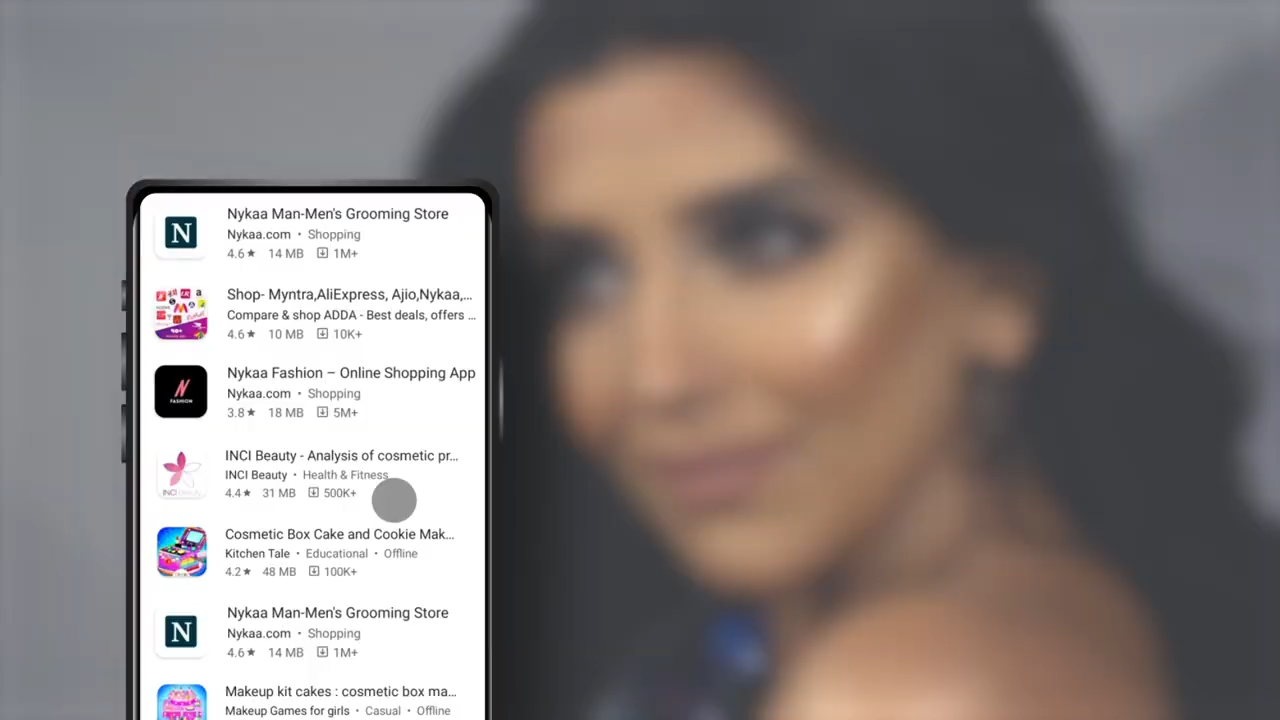 N
Nykaa Man-Men's Grooming Store
Nykaa.com • Shopping
4.6★ 14 MB 1M+
Shop- Myntra,AliExpress, Ajio,Nykaa,...
Compare & shop ADDA - Best deals, offers ...
4.6★ 10 MB 10K+
N
FASHION
Nykaa Fashion – Online Shopping App
Nykaa.com • Shopping
3.8★ 18 MB 5M+
INCI Beauty - Analysis of cosmetic pr...
INCI Beauty • Health & Fitness
4.4★ 31 MB 500K+
Cosmetic Box Cake and Cookie Mak...
Kitchen Tale • Educational • Offline
4.2★ 48 MB 100K+
N
Nykaa Man-Men's Grooming Store
Nykaa.com • Shopping
4.6★ 14 MB 1M+
Makeup kit cakes : cosmetic box ma...
Makeup Games for girls • Casual • Offline